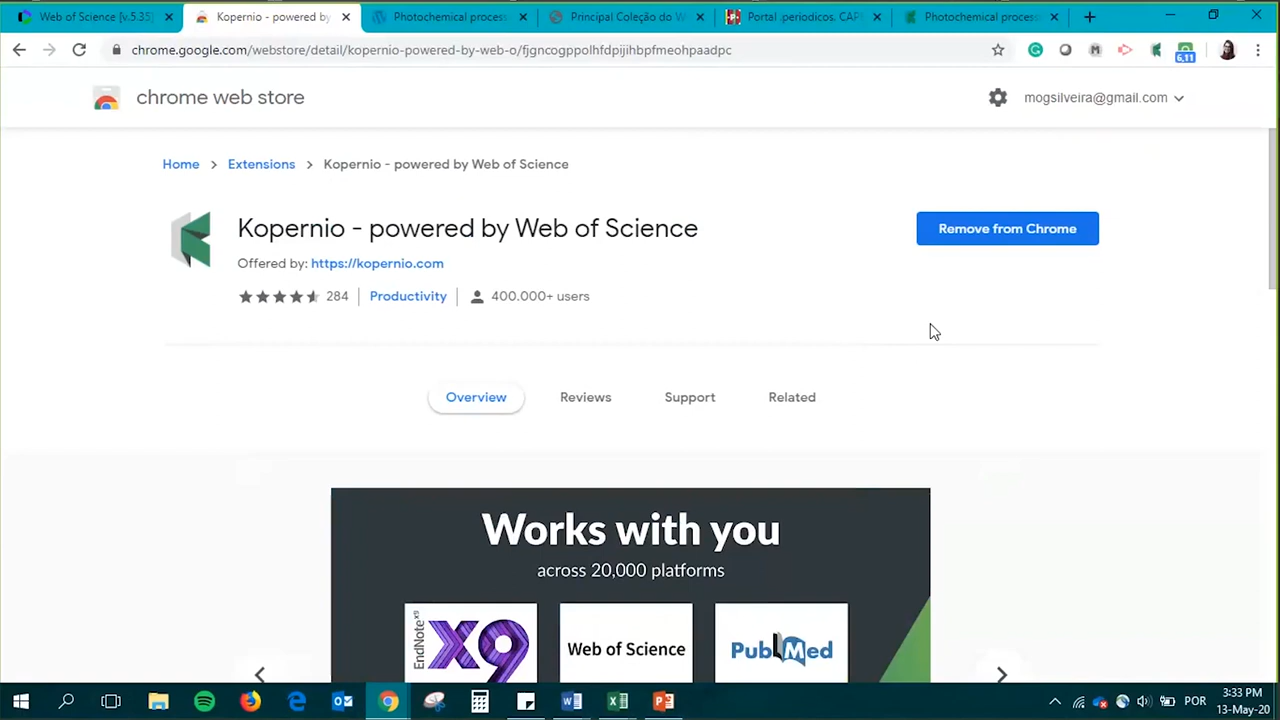 Web of Science [v.5.35]
Kopernio - powered by
Photochemical process
Principal Coleção do W
Portal .periodicos. CAP
Photochemical process
chrome.google.com/webstore/detail/kopernio-powered-by-web-o/fjgncogppolhfdpijihbpfmeohpaadpc
6,11
chrome web store
mogsilveira@gmail.com
Home > Extensions > Kopernio - powered by Web of Science
Kopernio - powered by Web of Science
Remove from Chrome
Offered by: https://kopernio.com
284 Productivity 400.000+ users
Overview Reviews Support Related
Works with you
across 20,000 platforms
EndNote X9
X9
Web of Science
PubMed
POR
3:33 PM
13-May-20